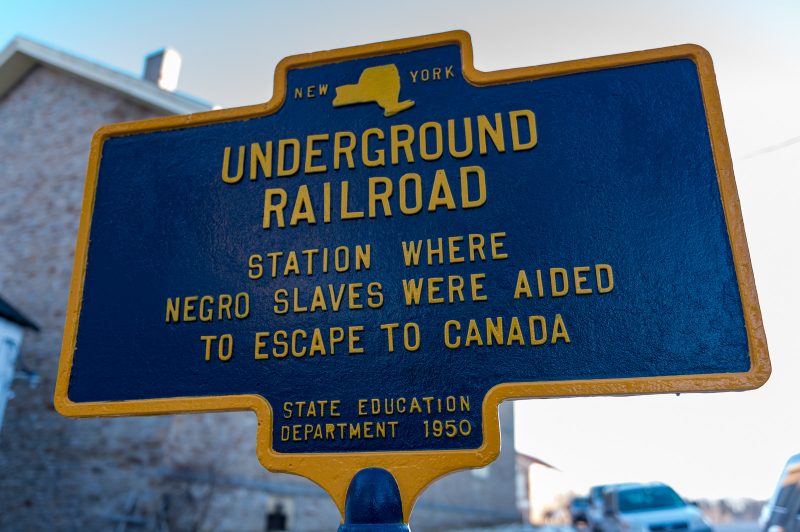 NEW YORK
UNDERGROUND
RAILROAD
STATION WHERE
NEGRO SLAVES WERE AIDED
TO ESCAPE TO CANADA
STATE EDUCATION
DEPARTMENT 1950